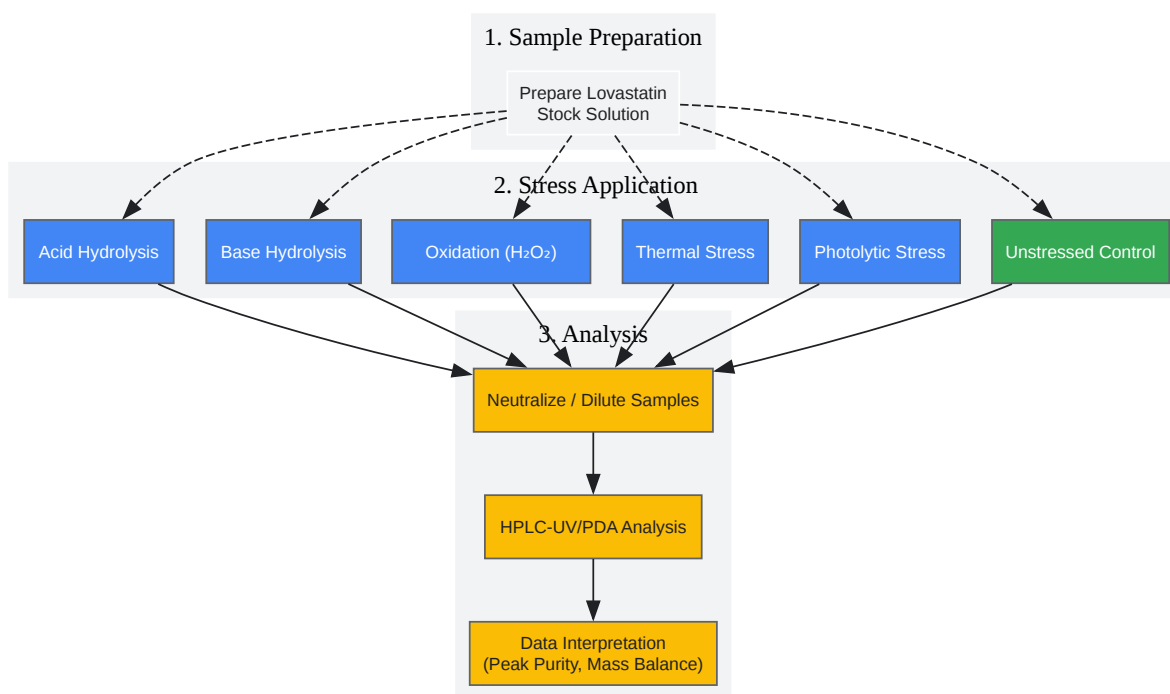 1. Sample Preparation
Prepare Lovastatin
Stock Solution
2. Stress Application
Acid Hydrolysis
Base Hydrolysis
Oxidation (H₂O₂)
Thermal Stress
Photolytic Stress
Unstressed Control
3. Analysis
Neutralize / Dilute Samples
HPLC-UV/PDA Analysis
Data Interpretation
(Peak Purity, Mass Balance)